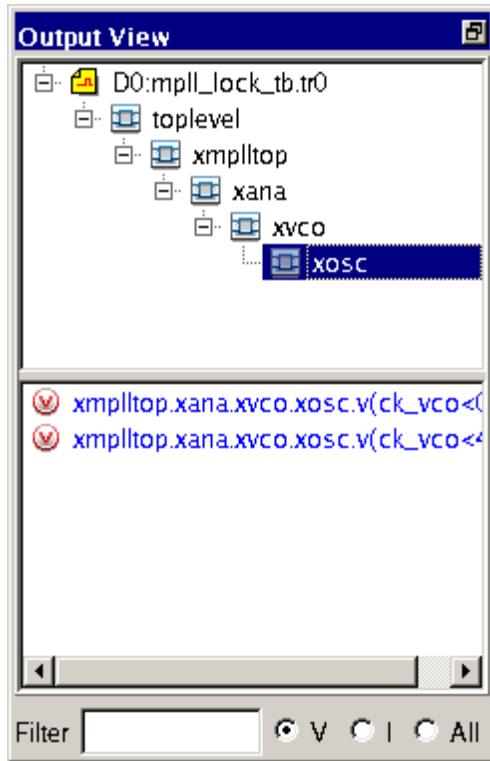 Output View
D0:mpll_lock_tb.tr0
toplevel
xmplltop
xana
xvco
xosc
xmplltop.xana.xvco.xosc.v(ck_vco<0
xmplltop.xana.xvco.xosc.v(ck_vco<4
Filter V I All